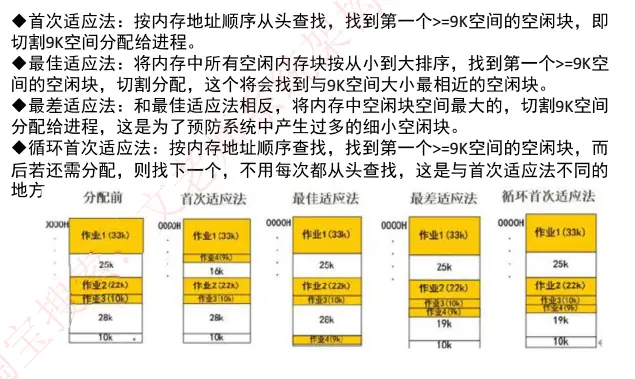 ◆首次适应法：按内存地址顺序从头查找，找到第一个>=9K空间的空闲块，即
切割9K空间分配给进程。
◆最佳适应法：将内存中所有空闲内存块按从小到大排序，找到第一个>=9K空
间的空闲块，切割分配，这个将会找到与9K空间大小最相近的空闲块。
◆最差适应法：和最佳适应法相反，将内存中空闲块空间最大的，切割9K空间
分配给进程，这是为了预防系统中产生过多的细小空闲块。
◆循环首次适应法：按内存地址顺序查找，找到第一个>=9K空间的空闲块，而
后若还需分配，则找下一个，不用每次都从头查找，这是与首次适应法不同的
地方
分配前 首次适应法 最佳适应法 最差适应法 循环首次适应法
0000H 作业1(33k) 0000H 作业1(33k) 0000H 作业1(33k) 0000H 作业1(33k) 0000H 作业1(33k)
25k 作业4(9k) 25k 25k 25k
16k
作业2(22k) 作业2(22k) 作业2(22k) 作业2(22k) 作业2(22k)
作业3(10k) 作业3(10k) 作业3(10k) 作业3(10k) 作业3(10k)
作业4(9k) 作业4(9k)
28k 28k 28k 19k 19k
10k 10k 作业4(9k) 10k 10k